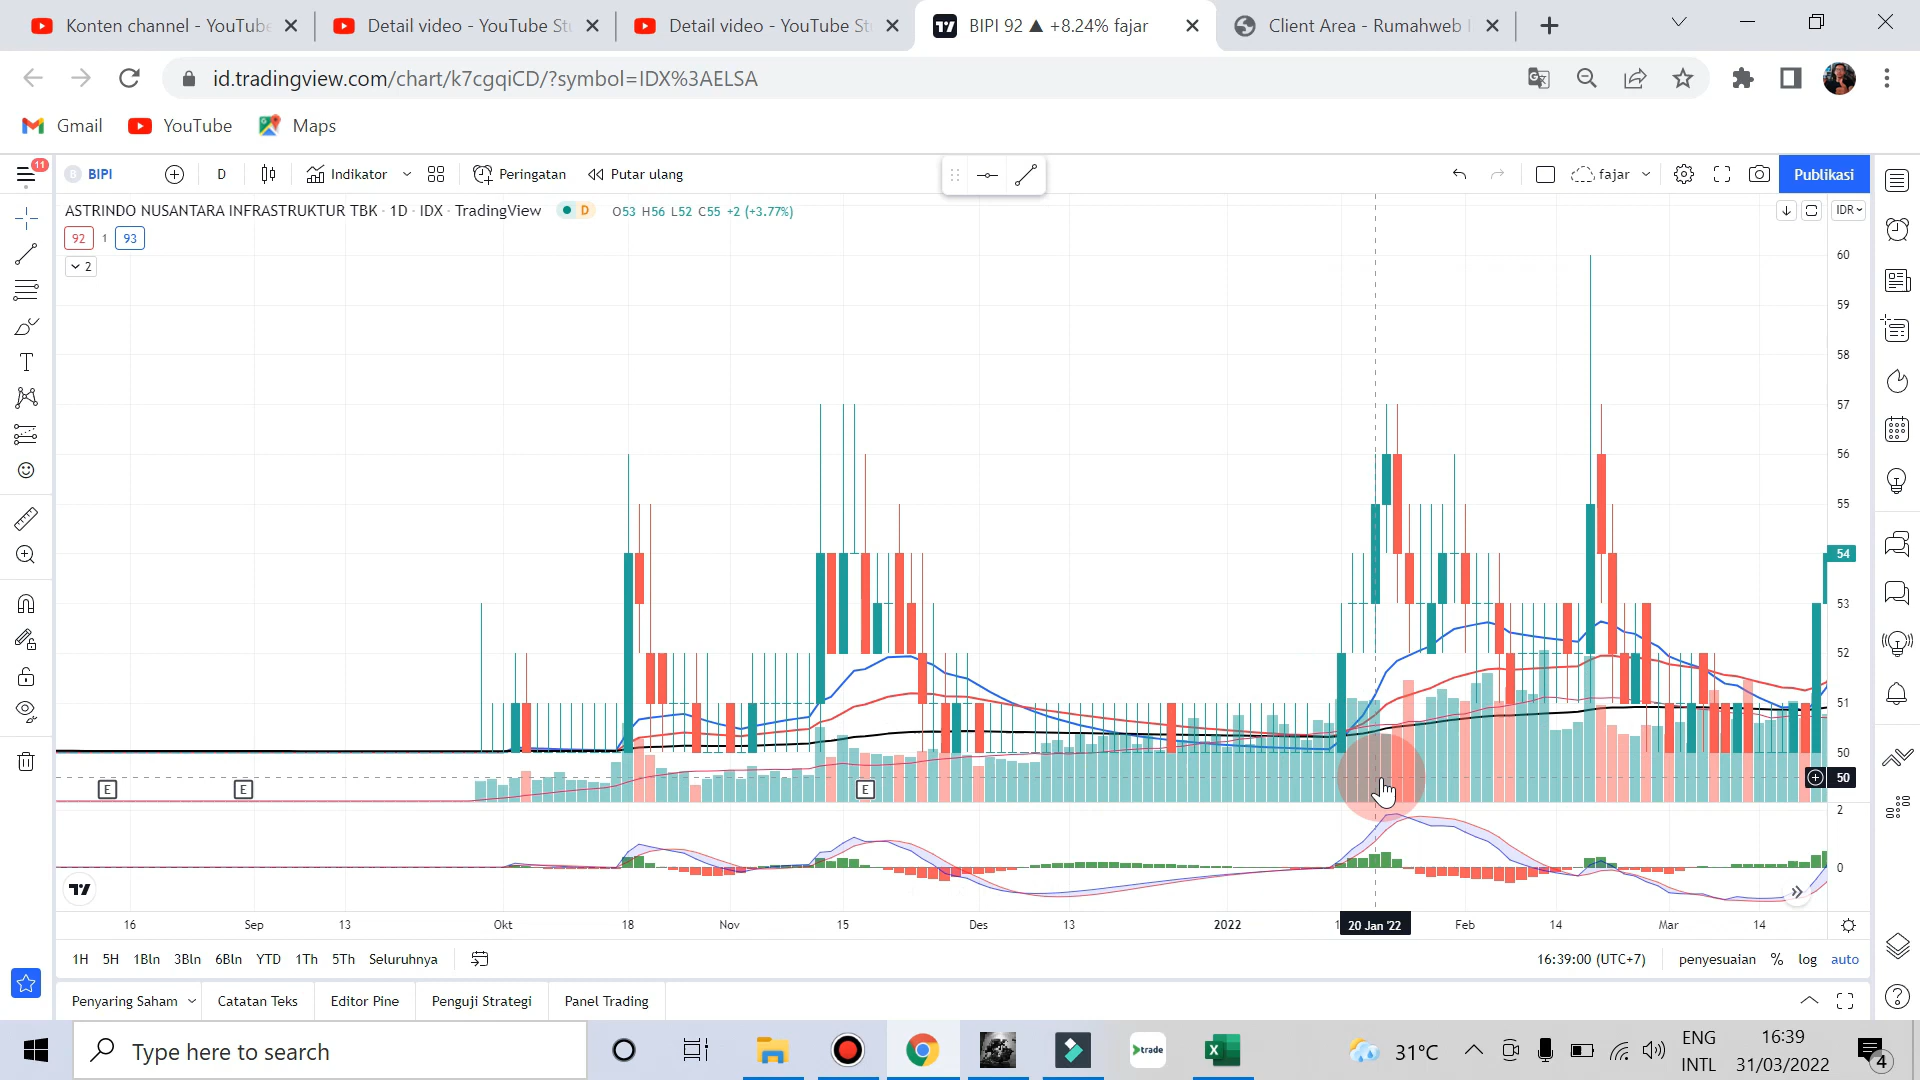 Konten channel - YouTube
Detail video - YouTube St
Detail video - YouTube St
BIPI 92 ▲ +8.24% fajar
Client Area - Rumahweb
id.tradingview.com/chart/k7cgqiCD/?symbol=IDX%3AELSA
Gmail
YouTube
Maps
11
BIPI
D
Indikator
Peringatan
Putar ulang
fajar
Publikasi
ASTRINDO NUSANTARA INFRASTRUKTUR TBK · 1D · IDX · TradingView
D
O53 H56 L52 C55 +2 (+3.77%)
IDR
92
1
93
2
60
59
58
57
56
55
54
53
52
51
50
50
E
E
E
2
0
16
Sep
13
Okt
18
Nov
15
Des
13
2022
20 Jan '22
Feb
14
Mar
14
1H
5H
1Bln
3Bln
6Bln
YTD
1Th
5Th
Seluruhnya
16:39:00 (UTC+7)
penyesuaian
%
log
auto
Penyaring Saham
Catatan Teks
Editor Pine
Penguji Strategi
Panel Trading
Type here to search
trade
31°C
ENG
INTL
16:39
31/03/2022
4